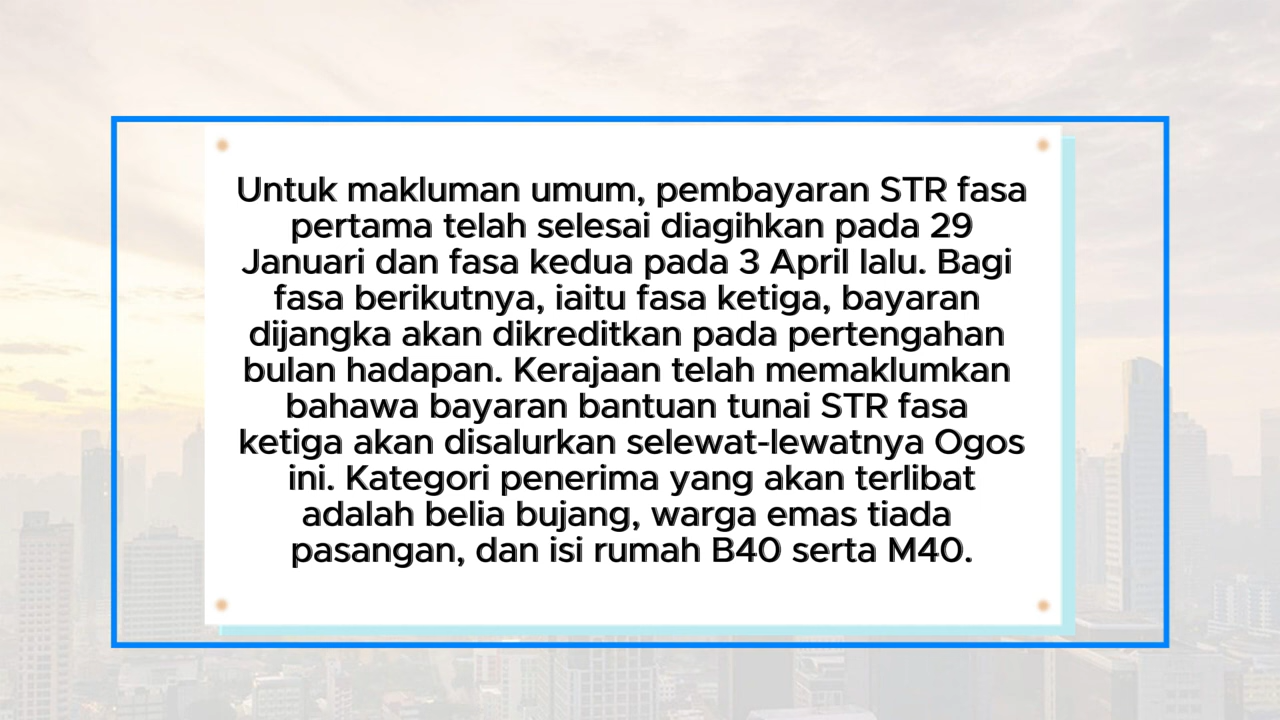 Untuk makluman umum, pembayaran STR fasa
pertama telah selesai diagihkan pada 29
Januari dan fasa kedua pada 3 April lalu. Bagi
fasa berikutnya, iaitu fasa ketiga, bayaran
dijangka akan dikreditkan pada pertengahan
bulan hadapan. Kerajaan telah memaklumkan
bahawa bayaran bantuan tunai STR fasa
ketiga akan disalurkan selewat-lewatnya Ogos
ini. Kategori penerima yang akan terlibat
adalah belia bujang, warga emas tiada
pasangan, dan isi rumah B40 serta M40.